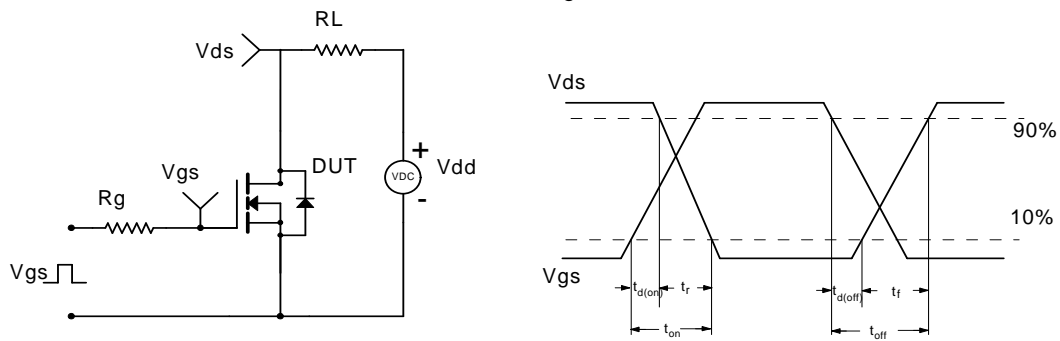 RL
Vds
Vgs
DUT
+
VDC
Vdd
-
Rg
Vgs
Vds
90%
10%
Vgs
td(on)
tr
td(off)
tf
ton
toff